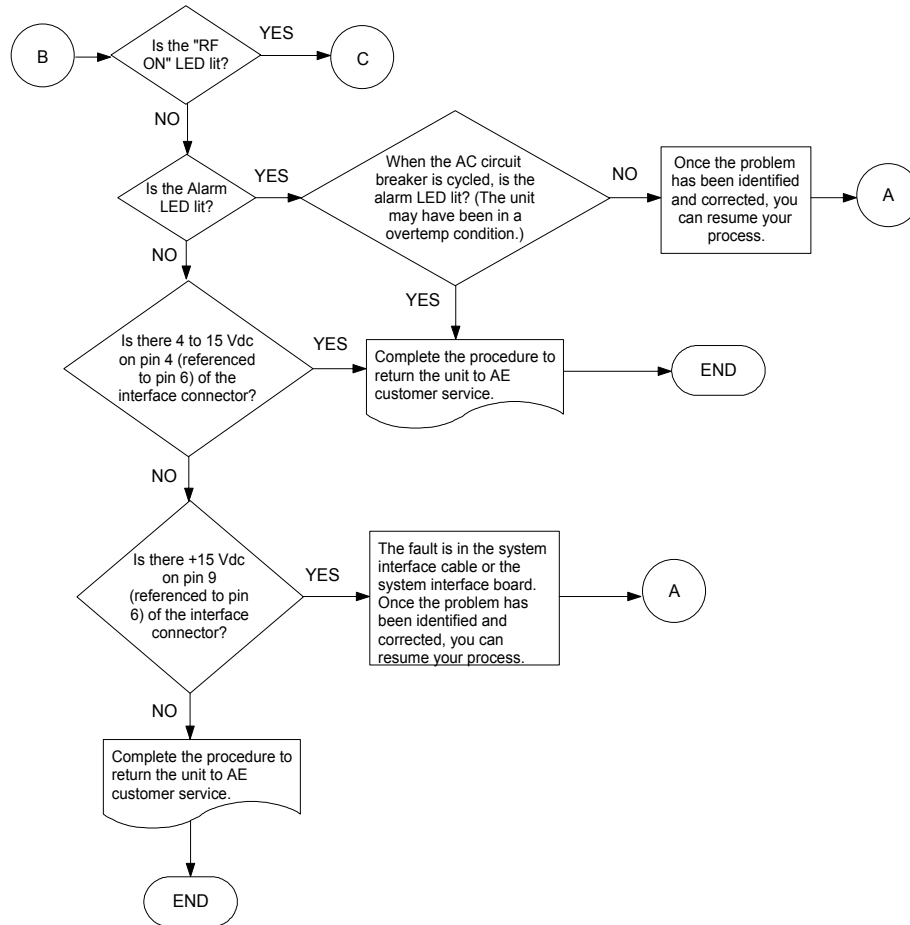 B
Is the "RF
ON" LED lit?
YES
C
NO
Is the Alarm
LED lit?
YES
When the AC circuit
breaker is cycled, is the
alarm LED lit? (The unit
may have been in a
overtemp condition.)
NO
Once the problem
has been identified
and corrected, you
can resume your
process.
A
NO
YES
Is there 4 to 15 Vdc
on pin 4 (referenced
to pin 6) of the
interface connector?
YES
Complete the procedure to
return the unit to AE
customer service.
END
NO
Is there +15 Vdc
on pin 9
(referenced to pin
6) of the interface
connector?
YES
The fault is in the system
interface cable or the
system interface board.
Once the problem has
been identified and
corrected, you can
resume your process.
A
NO
Complete the procedure to
return the unit to AE
customer service.
END